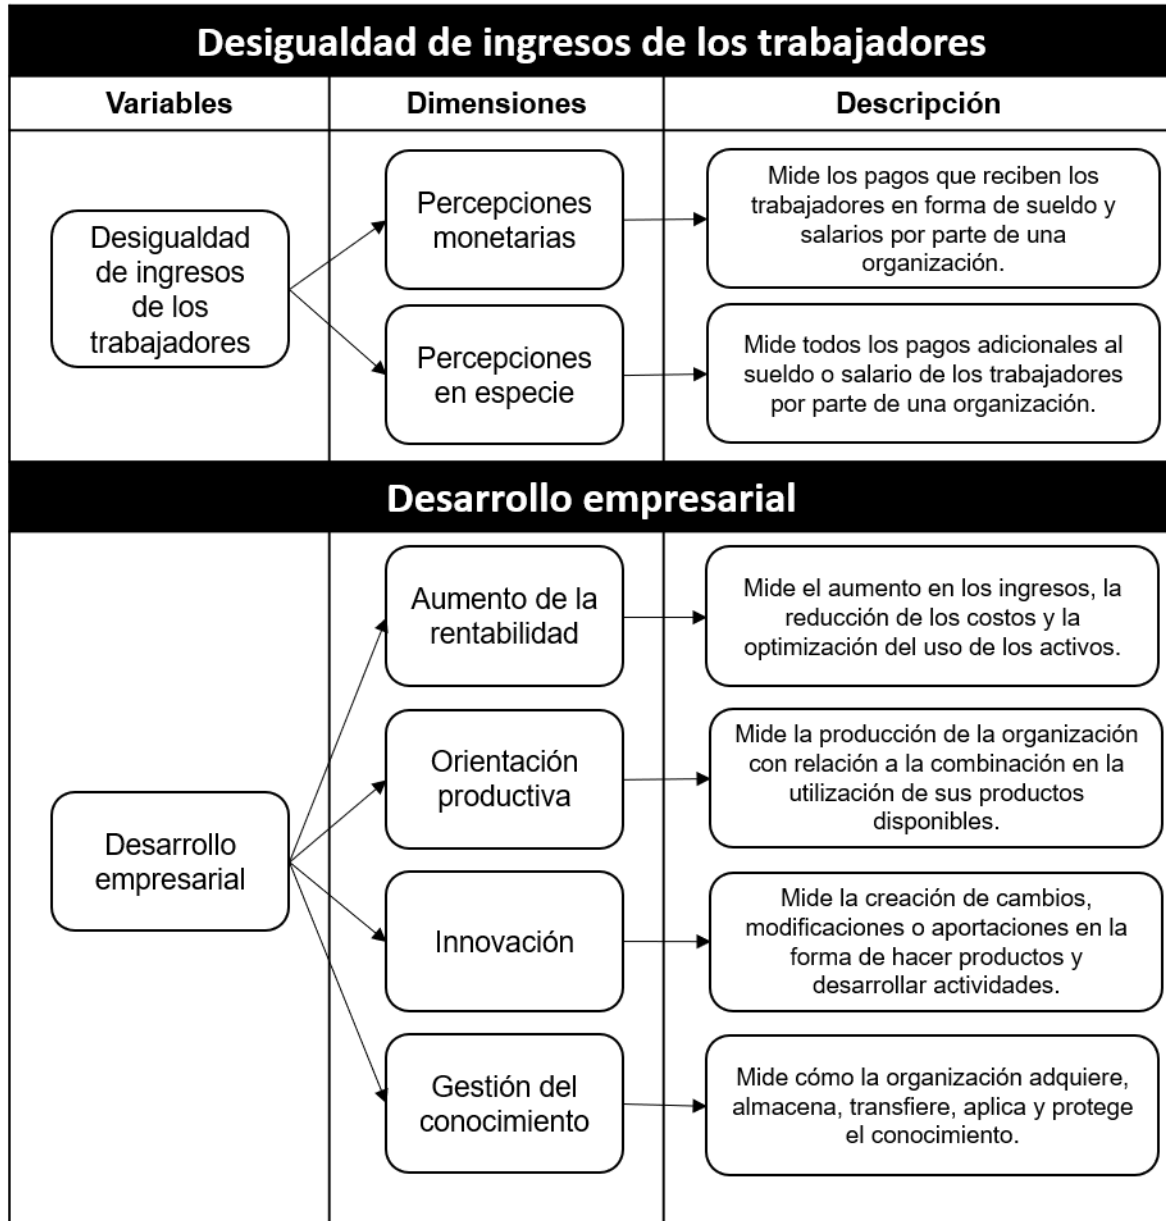 Desigualdad de ingresos de los trabajadores
Variables
Dimensiones
Descripción
Desigualdad
de ingresos
de los
trabajadores
Percepciones
monetarias
Mide los pagos que reciben los
trabajadores en forma de sueldo y
salarios por parte de una
organización.
Percepciones
en especie
Mide todos los pagos adicionales al
sueldo o salario de los trabajadores
por parte de una organización.
Desarrollo empresarial
Desarrollo
empresarial
Aumento de la
rentabilidad
Mide el aumento en los ingresos, la
reducción de los costos y la
optimización del uso de los activos.
Orientación
productiva
Mide la producción de la organización
con relación a la combinación en la
utilización de sus productos
disponibles.
Innovación
Mide la creación de cambios,
modificaciones o aportaciones en la
forma de hacer productos y
desarrollar actividades.
Gestión del
conocimiento
Mide cómo la organización adquiere,
almacena, transfiere, aplica y protege
el conocimiento.